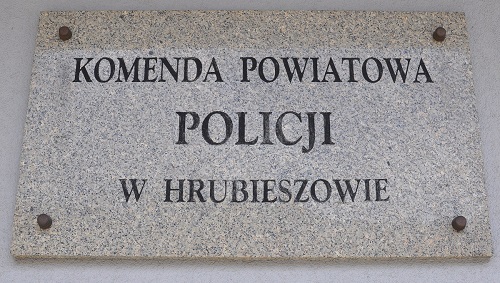 KOMENDA POWIATOWA
POLICJI
W HRUBIESZOWIE